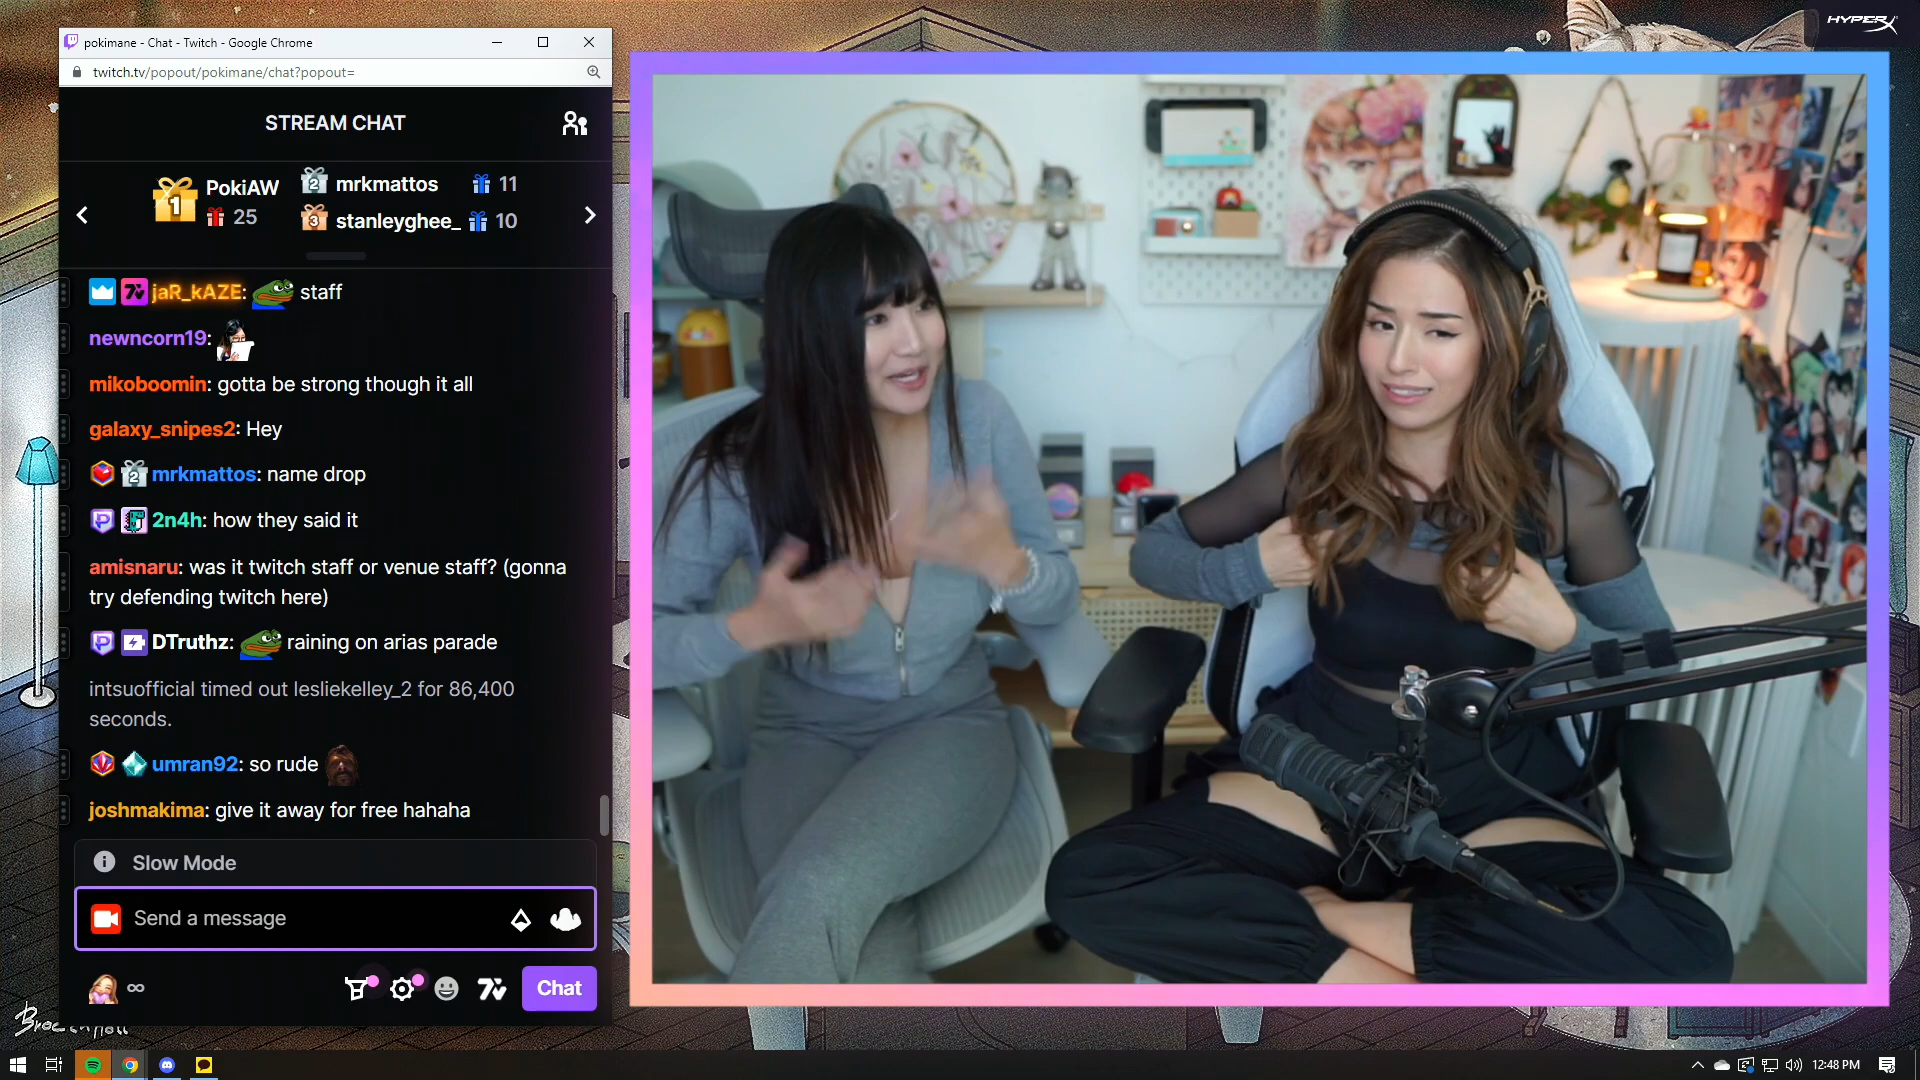 HYPERX
pokimane - Chat - Twitch - Google Chrome
twitch.tv/popout/pokimane/chat?popout=
STREAM CHAT
1 PokiAW 25
2 mrkmattos 11
3 stanleyghee_ 10
jaR_kAZE: staff
newncorn19:
mikoboomin: gotta be strong though it all
galaxy_snipes2: Hey
2 mrkmattos: name drop
2n4h: how they said it
amisnaru: was it twitch staff or venue staff? (gonna
try defending twitch here)
DTruthz: raining on arias parade
intsuofficial timed out lesliekelley_2 for 86,400
seconds.
umran92: so rude
joshmakima: give it away for free hahaha
Slow Mode
Send a message
∞
Chat
12:48 PM